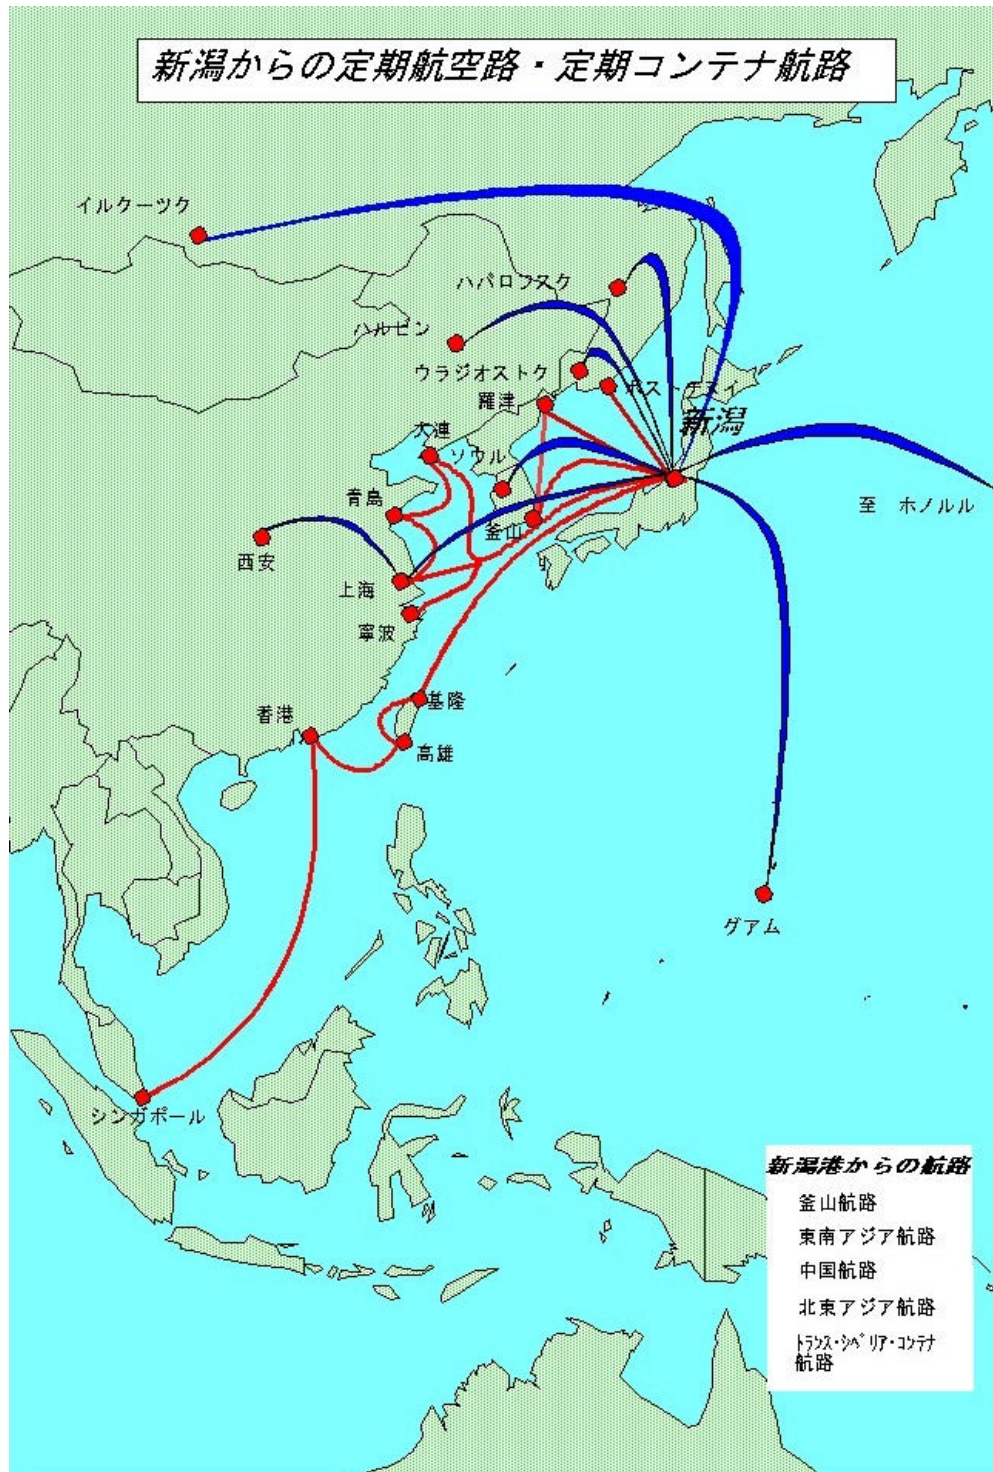 新潟からの定期航空路・定期コンテナ航路
イルクーツク
ハバロフスク
ハルビン
ウラジオストク
ボストチヌイ
羅津
新潟
大連
ソウル
青島
至 ホノルル
釜山
西安
上海
寧波
基隆
香港
高雄
グアム
シンガポール
新潟港からの航路
釜山航路
東南アジア航路
中国航路
北東アジア航路
トランス・シベリア・コンテナ
航路